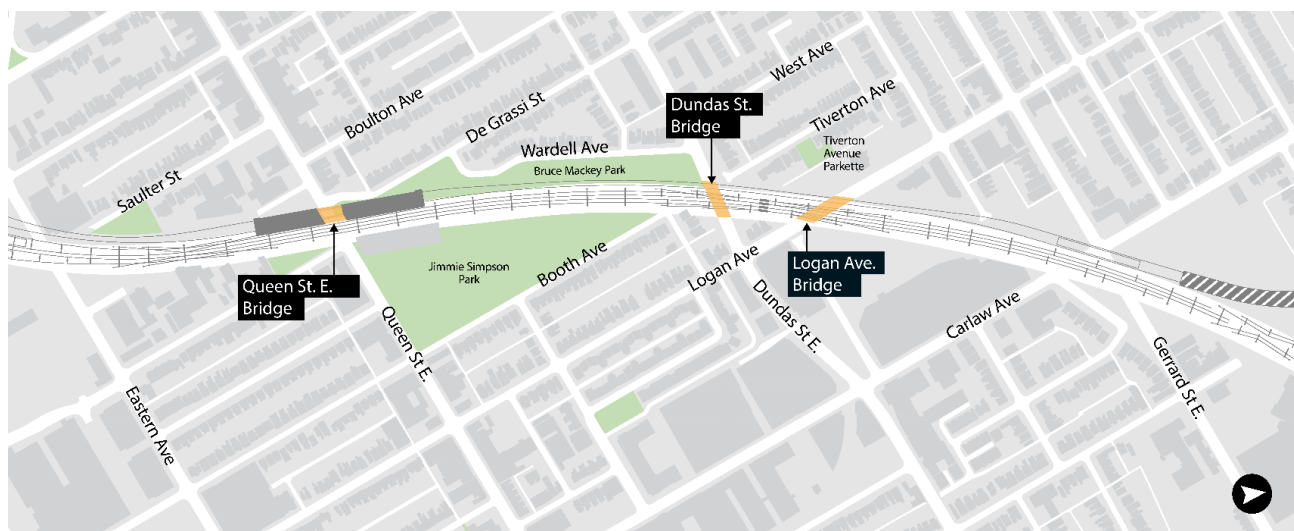 West Ave
Boulton Ave
De Grassi St
Dundas St.
Bridge
Tiverton Ave
Wardell Ave
Tiverton
Avenue
Parkette
Bruce Mackey Park
Saulter St
Jimmie Simpson
Park
Booth Ave
Logan Ave
Logan Ave.
Bridge
Queen St. E.
Bridge
Queen St E.
Dundas St E.
Carlaw Ave
Gerrard St E.
Eastern Ave